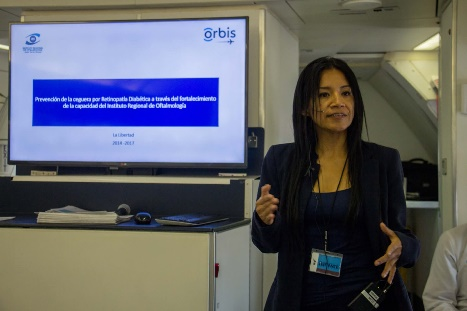 orbis
Prevención de la ceguera por Retinopatía Diabética a través del fortalecimiento
de la capacidad del Instituto Regional de Oftalmología
La Libertad
2014 - 2017